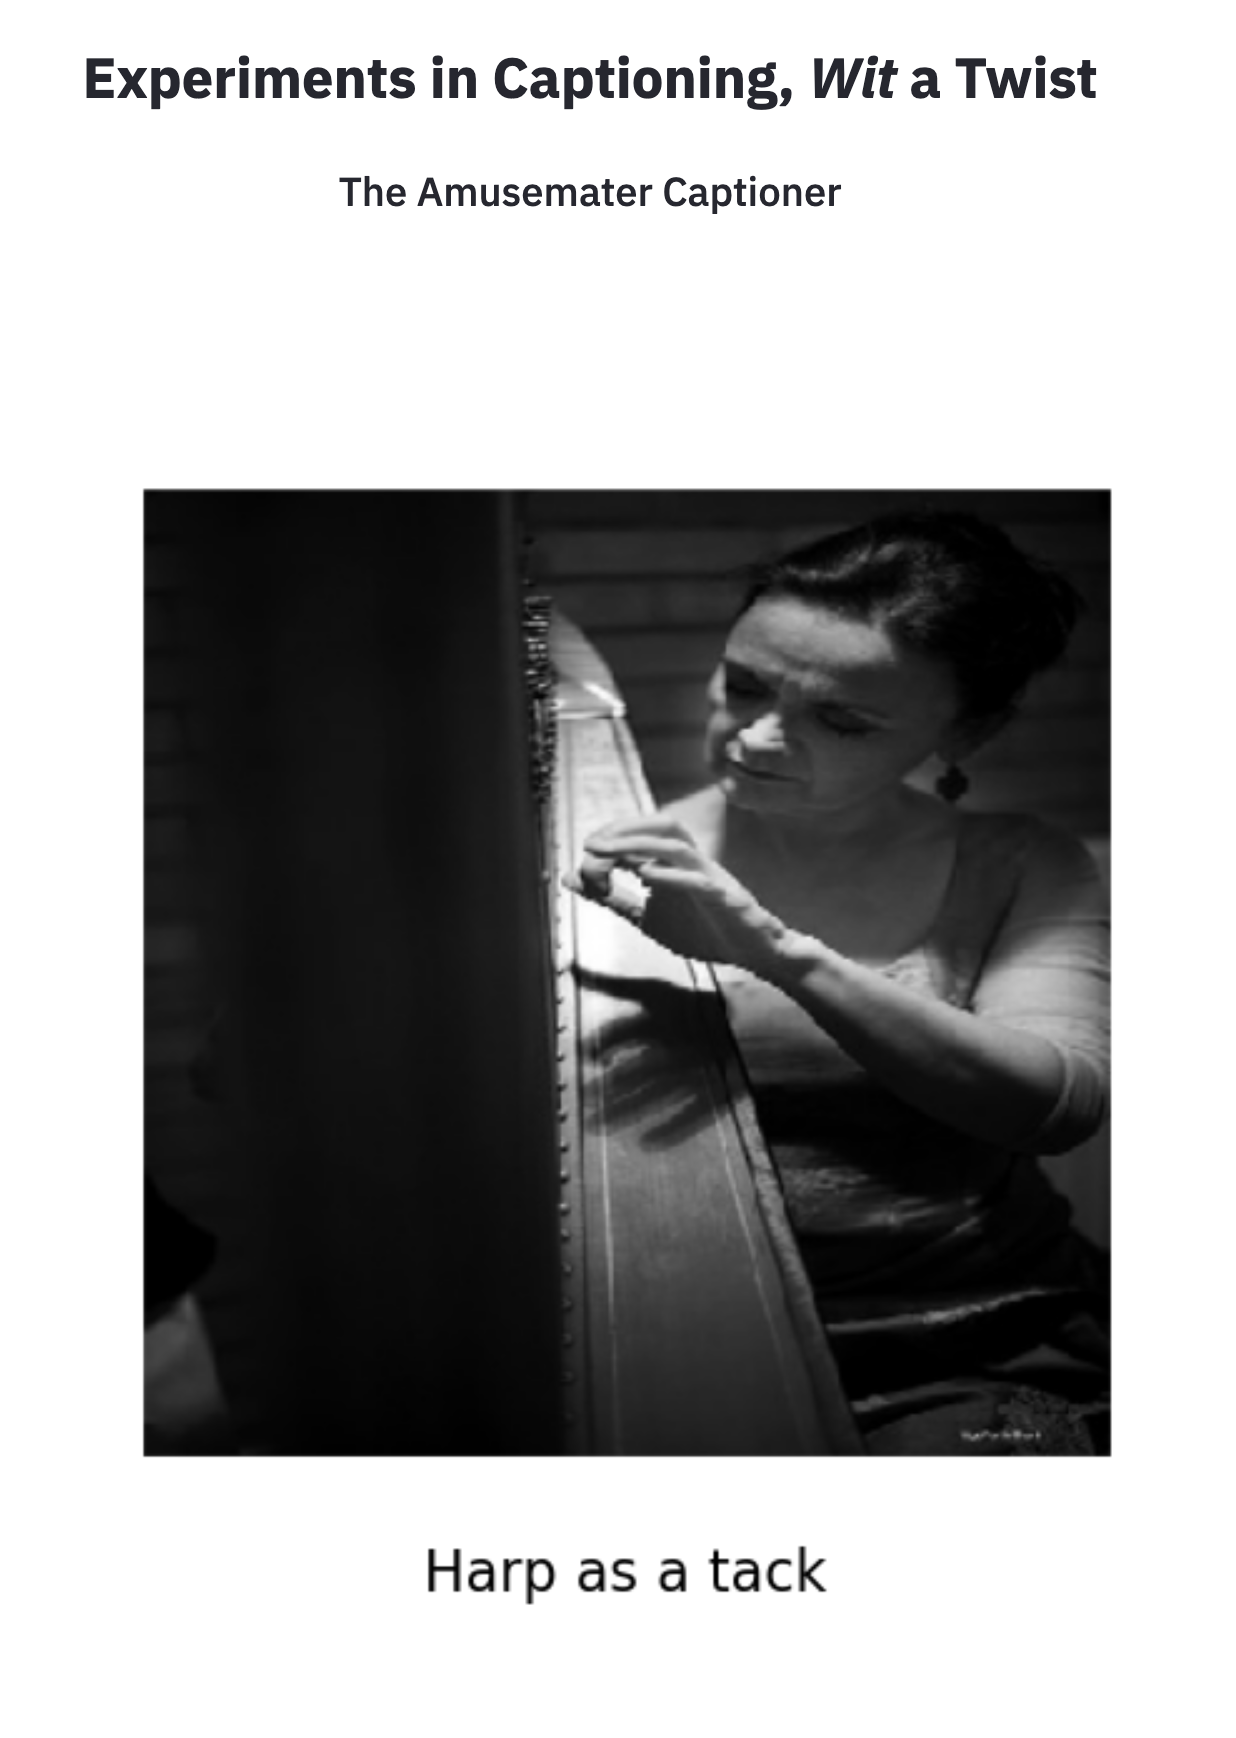 Experiments in Captioning, Wit a Twist
The Amusemater Captioner
Harp as a tack